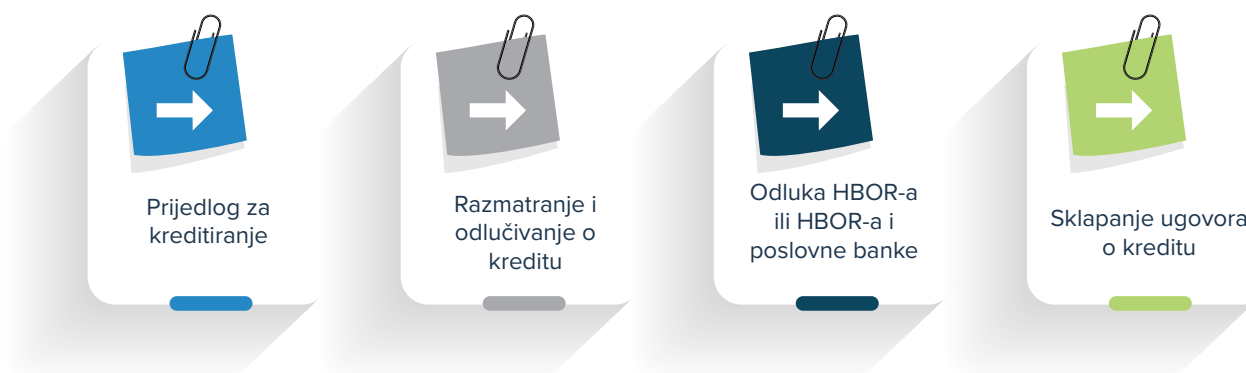 Prijedlog za
kreditiranje
Razmatranje i
odlučivanje o
kreditu
Odluka HBOR-a
ili HBOR-a i
poslovne banke
Sklapanje ugovora
o kreditu